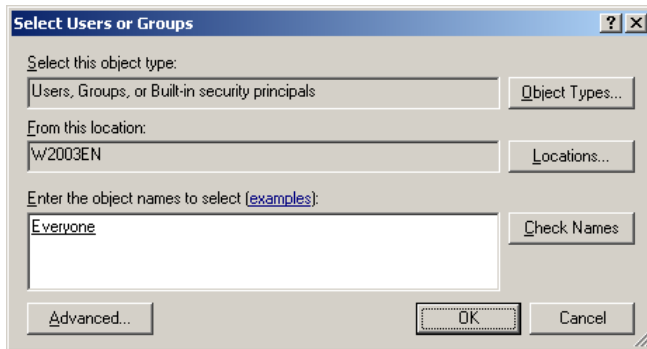 Select Users or Groups
Select this object type:
Users, Groups, or Built-in security principals
Object Types...
From this location:
W2003EN
Locations...
Enter the object names to select (examples):
Everyone
Check Names
Advanced...
OK
Cancel